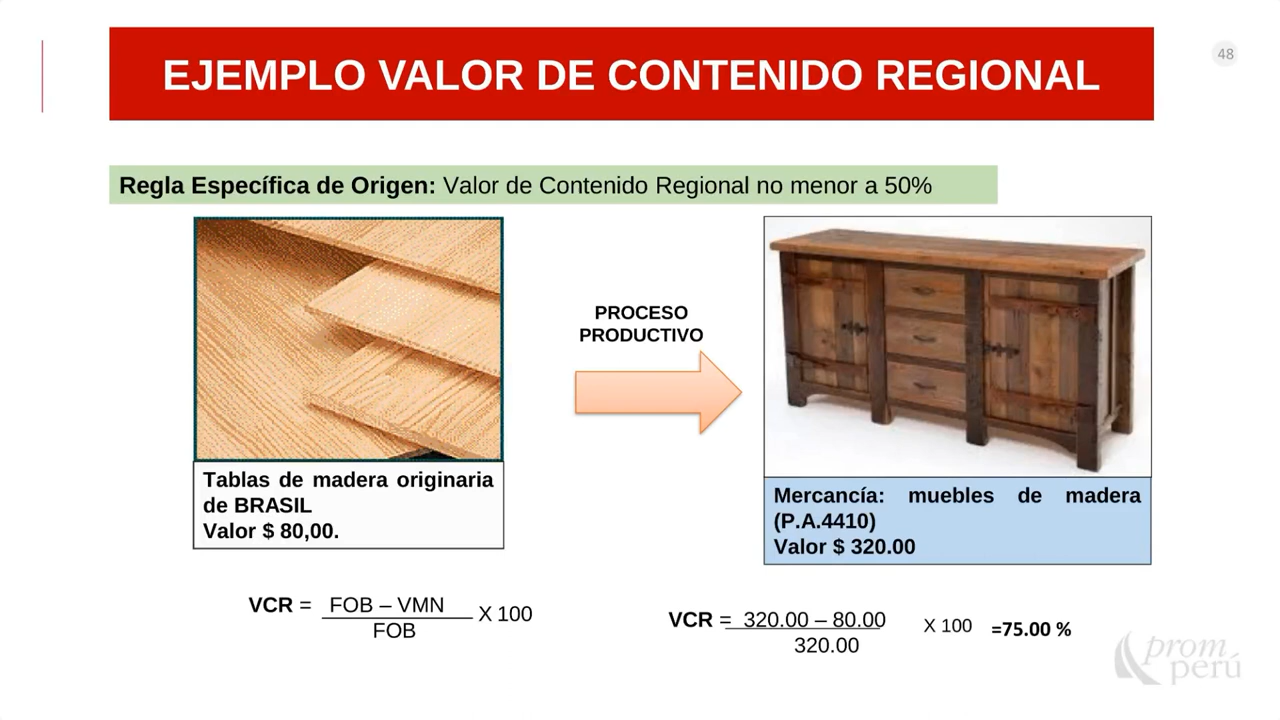 EJEMPLO VALOR DE CONTENIDO REGIONAL
48
Regla Específica de Origen: Valor de Contenido Regional no menor a 50%
PROCESO
PRODUCTIVO
Tablas de madera originaria
de BRASIL
Valor $ 80,00.
Mercancía: muebles de madera
(P.A.4410)
Valor $ 320.00
VCR = FOB – VMN X 100
FOB
VCR = 320.00 – 80.00 X 100 =75.00 %
320.00
prom
perú